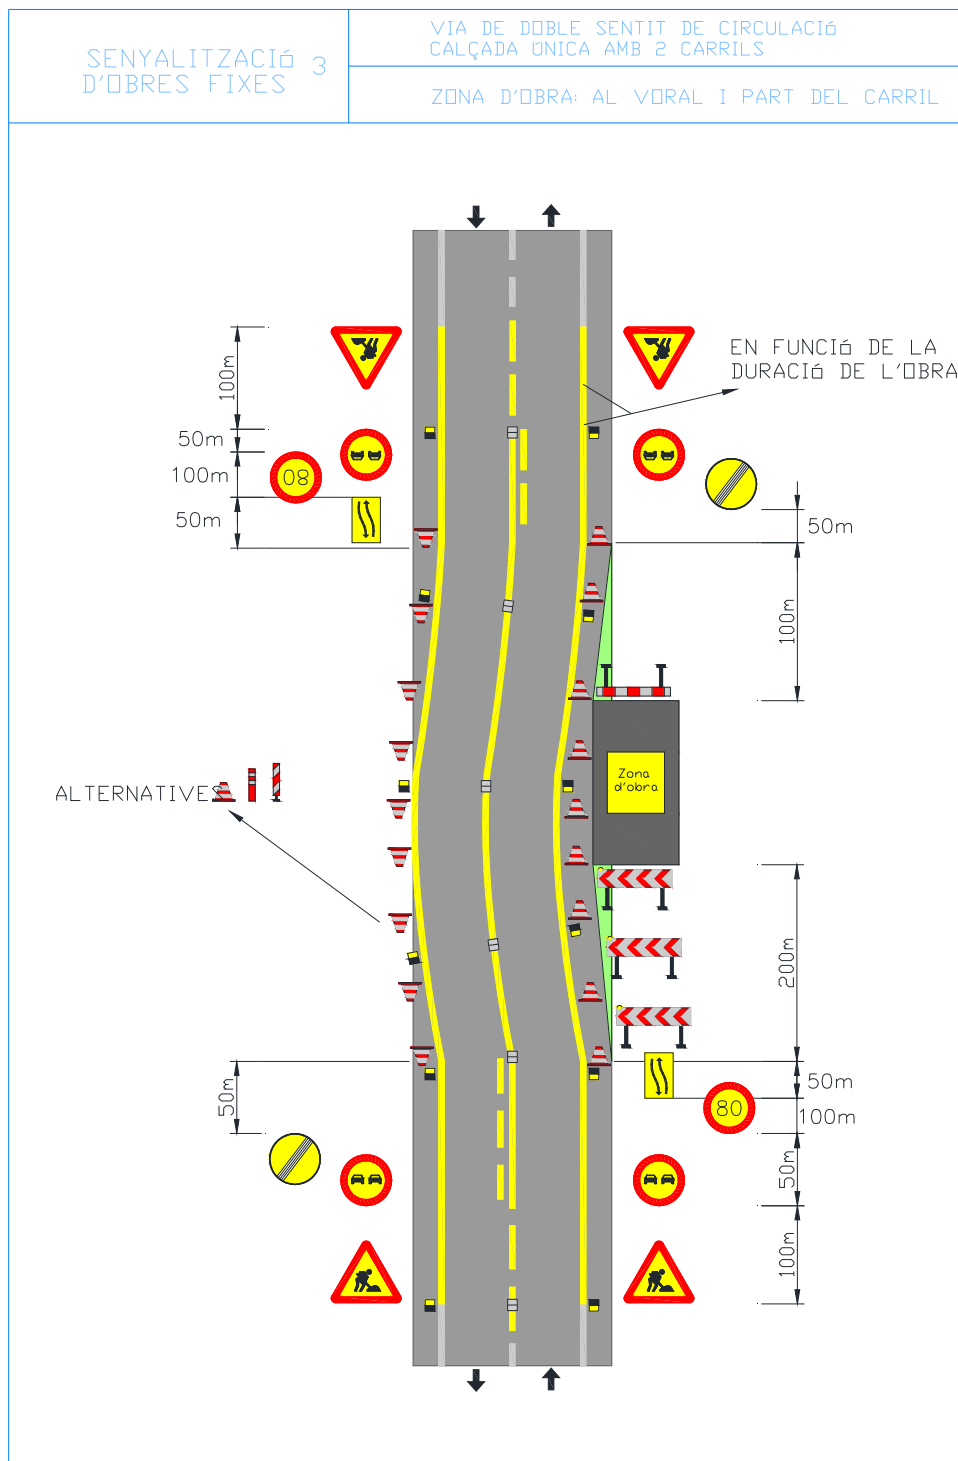 SENYALITZACIó 3
D'OBRES FIXES
VIA DE DOBLE SENTIT DE CIRCULACIó
CALÇADA ÚNICA AMB 2 CARRILS
ZONA D'OBRA: AL VORAL I PART DEL CARRIL
EN FUNCIó DE LA
DURACIó DE L'OBRA
100m
50m
100m
50m
80
50m
100m
Zona
d'obra
ALTERNATIVES
200m
50m
80
100m
50m
50m
100m